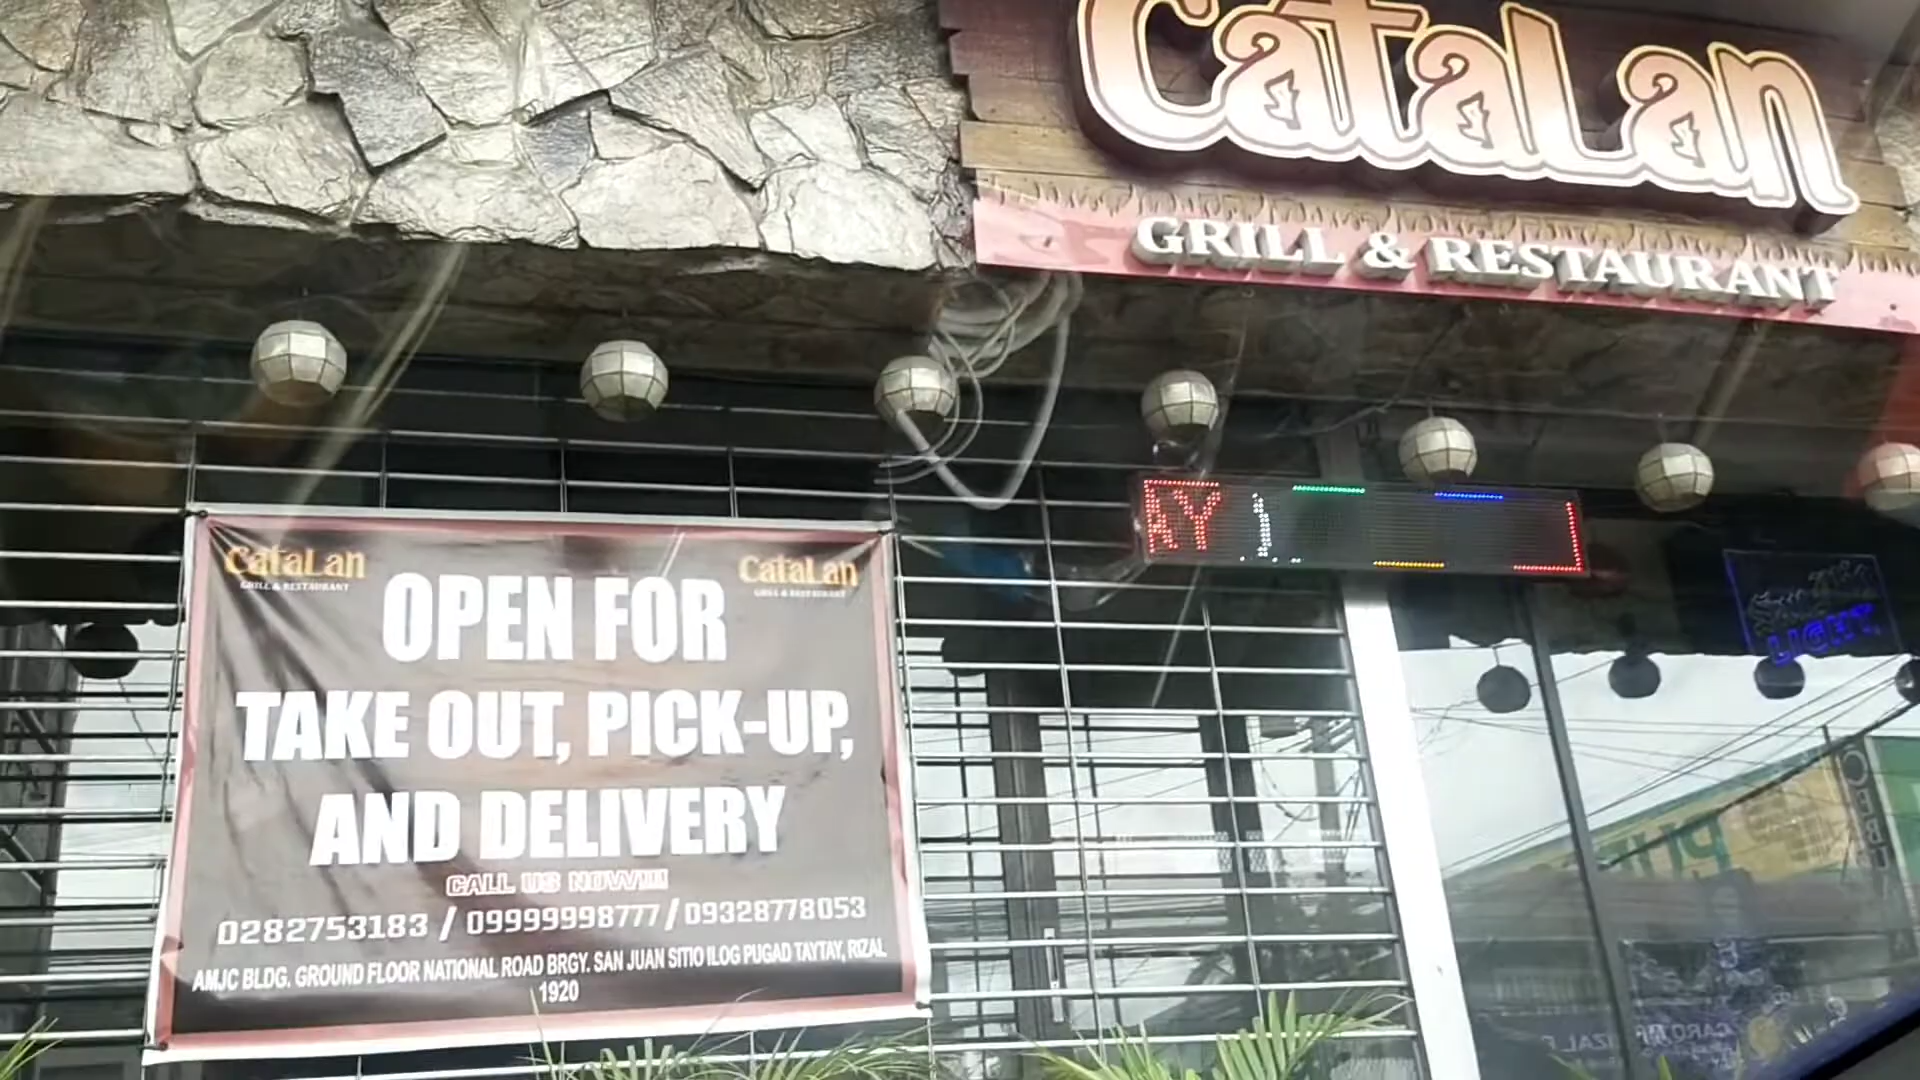 CataLan
GRILL & RESTAURANT
AY
CataLan
GRILL & RESTAURANT
CataLan
GRILL & RESTAURANT
OPEN FOR
TAKE OUT, PICK-UP,
AND DELIVERY
CALL US NOW!!!
0282753183 / 09999998777 / 09328778053
AMJC BLDG. GROUND FLOOR NATIONAL ROAD BRGY. SAN JUAN SITIO ILOG PUGAD TAYTAY, RIZAL
1920
LIGHT